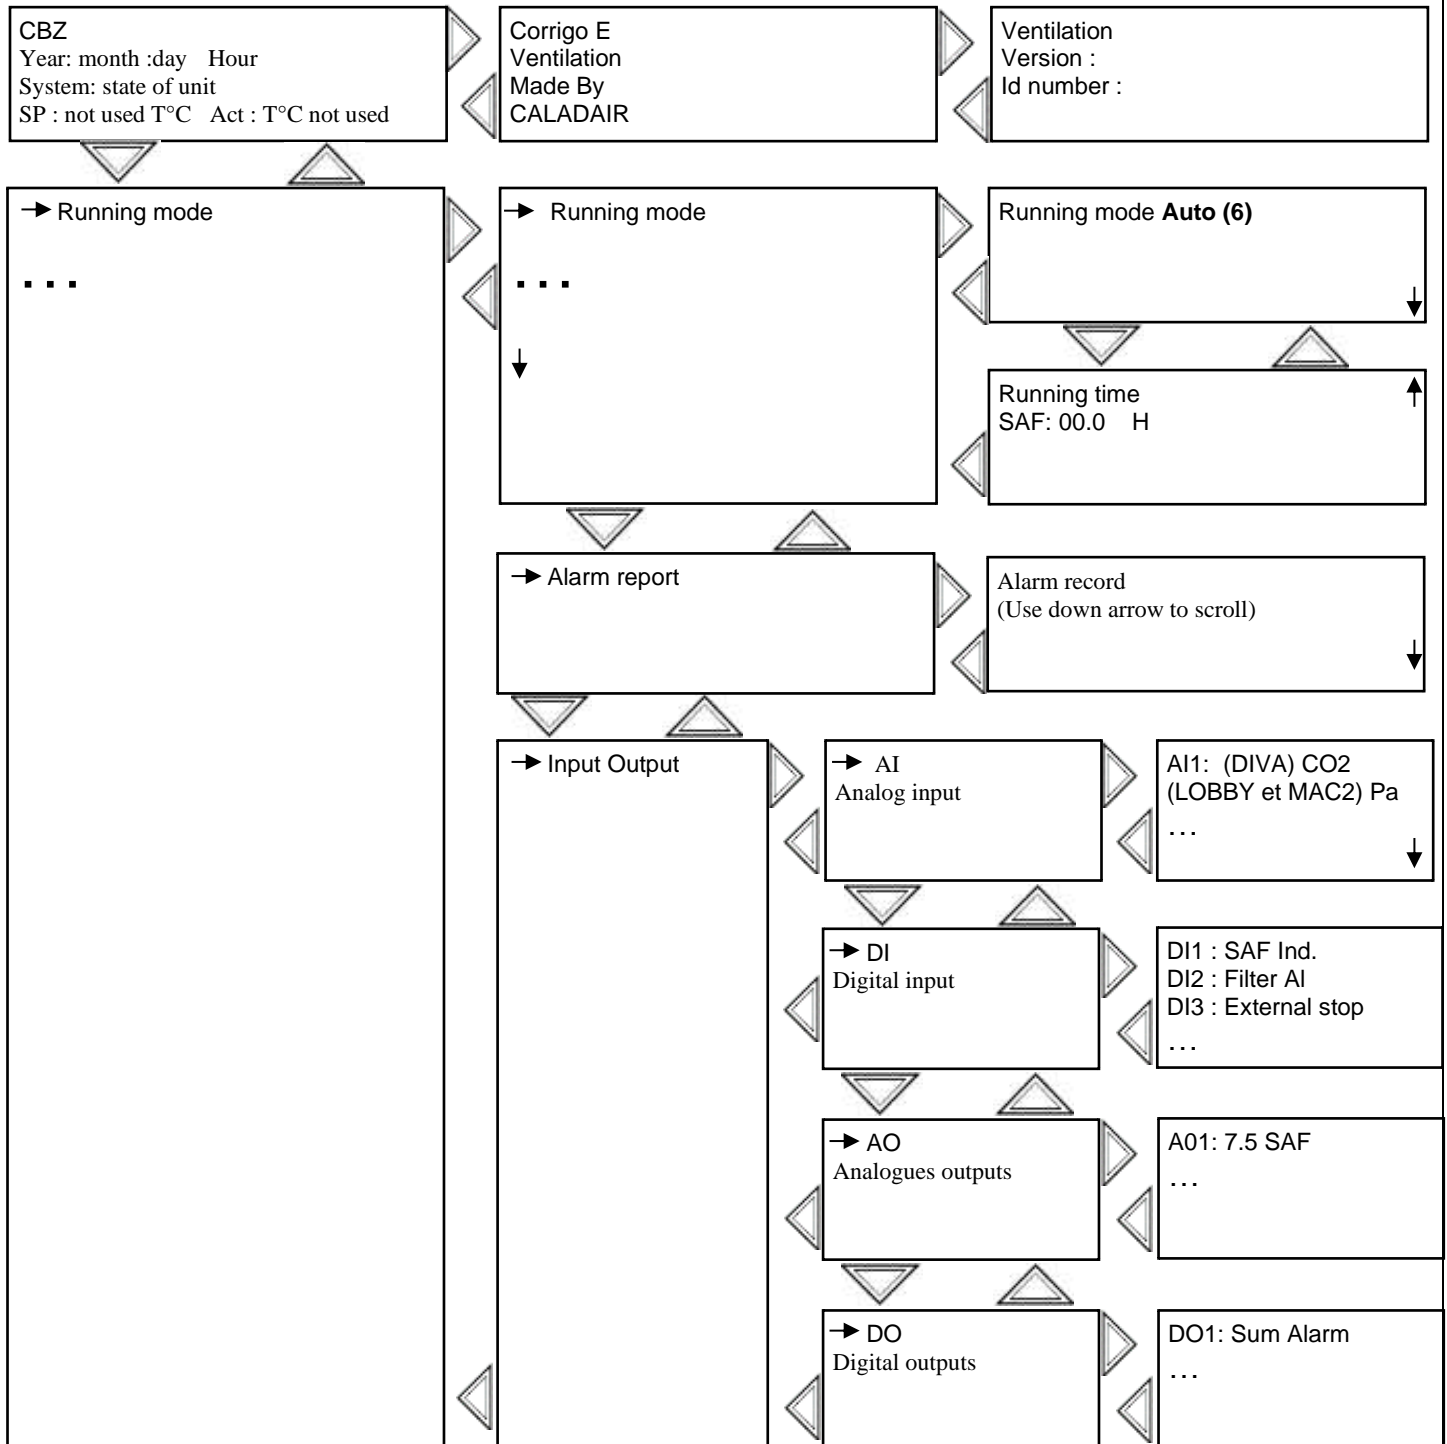 CBZ
Year: month :day Hour
System: state of unit
SP : not used T°C Act : T°C not used
Corrigo E
Ventilation
Made By
CALADAIR
Ventilation
Version :
Id number :
Running mode
...
Running mode
...
Running mode Auto (6)
Running time
SAF: 00.0 H
Alarm report
Alarm record
(Use down arrow to scroll)
Input Output
AI
Analog input
AI1: (DIVA) CO2
(LOBBY et MAC2) Pa
...
DI
Digital input
DI1 : SAF Ind.
DI2 : Filter Al
DI3 : External stop
...
AO
Analogues outputs
A01: 7.5 SAF
...
DO
Digital outputs
DO1: Sum Alarm
...